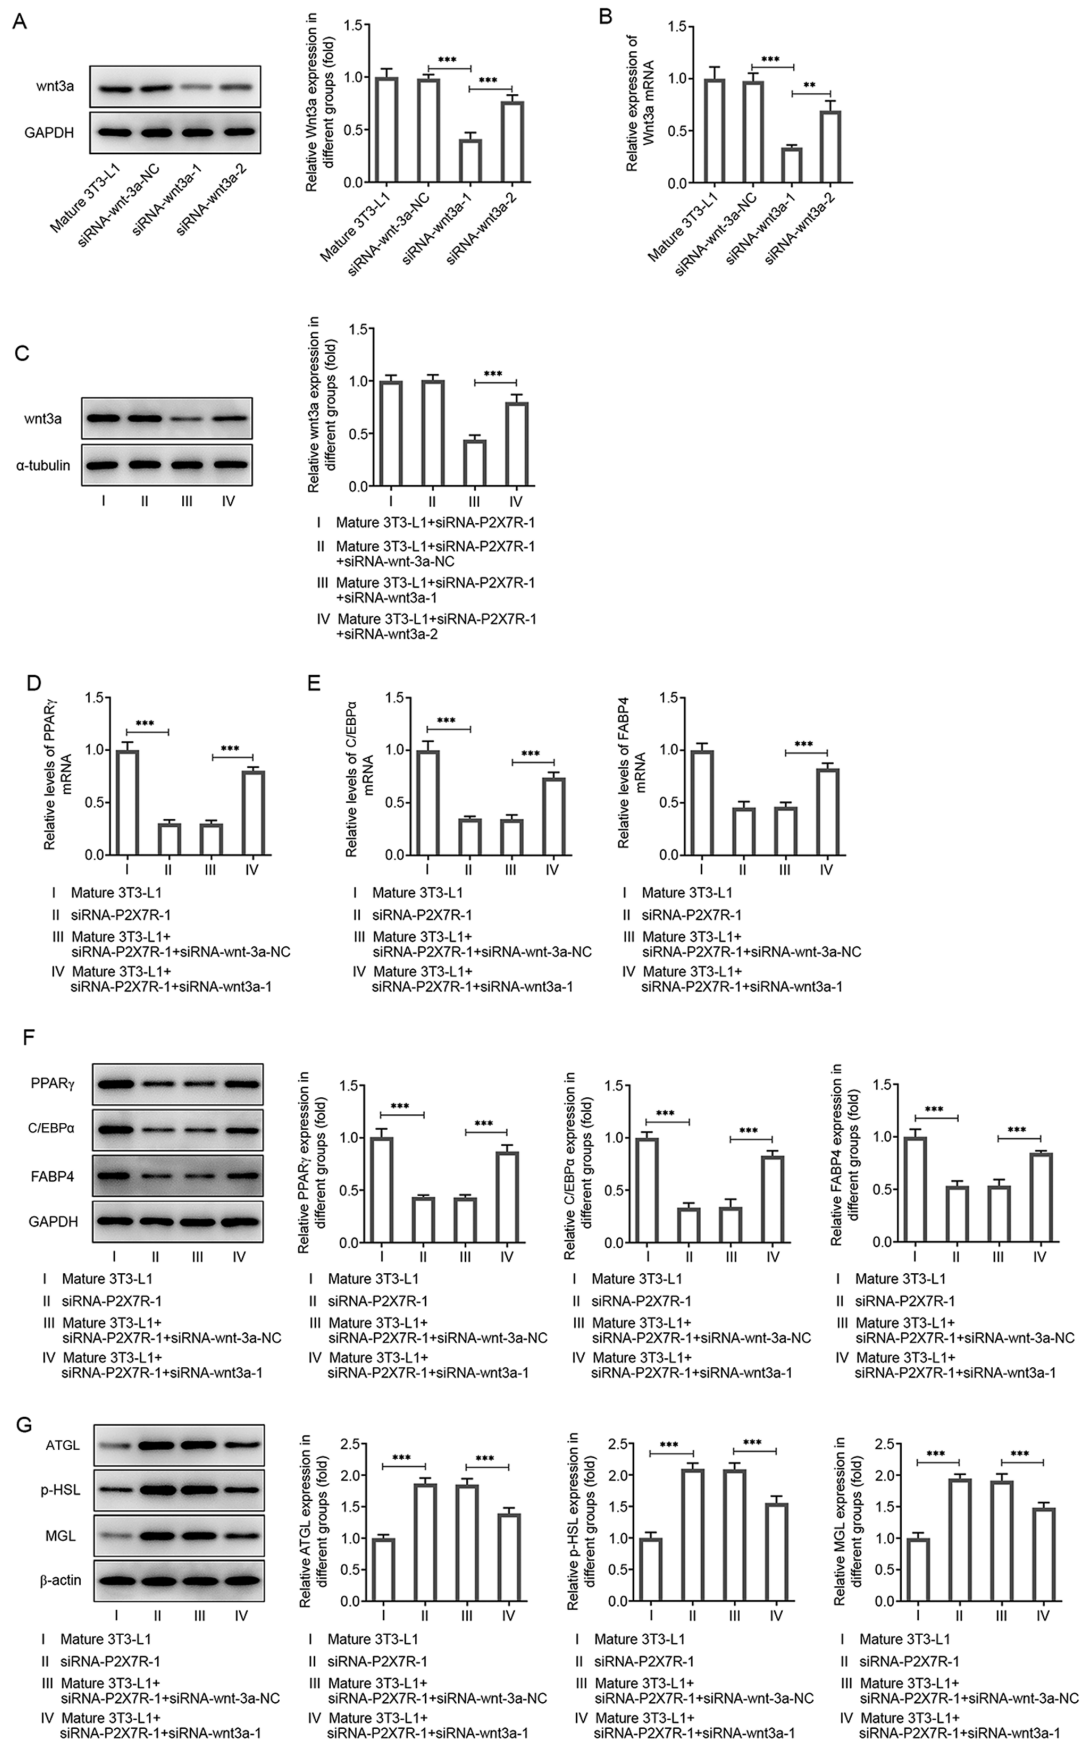 A
wnt3a
GAPDH
Mature 3T3-L1
siRNA-wnt-3a-NC
siRNA-wnt3a-1
siRNA-wnt3a-2
Relative Wnt3a expression in
different groups (fold)
1.5
1.0
0.5
0.0
***
***
Mature 3T3-L1
siRNA-wnt-3a-NC
siRNA-wnt3a-1
siRNA-wnt3a-2
B
Relative expression of
Wnt3a mRNA
1.5
1.0
0.5
0.0
***
**
Mature 3T3-L1
siRNA-wnt-3a-NC
siRNA-wnt3a-1
siRNA-wnt3a-2
C
wnt3a
α-tubulin
I II III IV
Relative wnt3a expression in
different groups (fold)
1.5
1.0
0.5
0.0
***
I II III IV
I Mature 3T3-L1+siRNA-P2X7R-1
II Mature 3T3-L1+siRNA-P2X7R-1
+siRNA-wnt-3a-NC
III Mature 3T3-L1+siRNA-P2X7R-1
+siRNA-wnt3a-1
IV Mature 3T3-L1+siRNA-P2X7R-1
+siRNA-wnt3a-2
D
Relative levels of PPARγ
mRNA
1.5
1.0
0.5
0.0
***
***
I II III IV
I Mature 3T3-L1
II siRNA-P2X7R-1
III Mature 3T3-L1+
siRNA-P2X7R-1+siRNA-wnt-3a-NC
IV Mature 3T3-L1+
siRNA-P2X7R-1+siRNA-wnt3a-1
E
Relative levels of C/EBPα
mRNA
1.5
1.0
0.5
0.0
***
***
I II III IV
I Mature 3T3-L1
II siRNA-P2X7R-1
III Mature 3T3-L1+
siRNA-P2X7R-1+siRNA-wnt-3a-NC
IV Mature 3T3-L1+
siRNA-P2X7R-1+siRNA-wnt3a-1
Relative levels of FABP4
mRNA
1.5
1.0
0.5
0.0
***
I II III IV
I Mature 3T3-L1
II siRNA-P2X7R-1
III Mature 3T3-L1+
siRNA-P2X7R-1+siRNA-wnt-3a-NC
IV Mature 3T3-L1+
siRNA-P2X7R-1+siRNA-wnt3a-1
F
PPARγ
C/EBPα
FABP4
GAPDH
I II III IV
I Mature 3T3-L1
II siRNA-P2X7R-1
III Mature 3T3-L1+
siRNA-P2X7R-1+siRNA-wnt-3a-NC
IV Mature 3T3-L1+
siRNA-P2X7R-1+siRNA-wnt3a-1
Relative PPARγ expression in
different groups (fold)
1.5
1.0
0.5
0.0
***
***
I II III IV
I Mature 3T3-L1
II siRNA-P2X7R-1
III Mature 3T3-L1+
siRNA-P2X7R-1+siRNA-wnt-3a-NC
IV Mature 3T3-L1+
siRNA-P2X7R-1+siRNA-wnt3a-1
Relative C/EBPα expression in
different groups (fold)
1.5
1.0
0.5
0.0
***
***
I II III IV
I Mature 3T3-L1
II siRNA-P2X7R-1
III Mature 3T3-L1+
siRNA-P2X7R-1+siRNA-wnt-3a-NC
IV Mature 3T3-L1+
siRNA-P2X7R-1+siRNA-wnt3a-1
Relative FABP4 expression in
different groups (fold)
1.5
1.0
0.5
0.0
***
***
I II III IV
I Mature 3T3-L1
II siRNA-P2X7R-1
III Mature 3T3-L1+
siRNA-P2X7R-1+siRNA-wnt-3a-NC
IV Mature 3T3-L1+
siRNA-P2X7R-1+siRNA-wnt3a-1
G
ATGL
p-HSL
MGL
β-actin
I II III IV
I Mature 3T3-L1
II siRNA-P2X7R-1
III Mature 3T3-L1+
siRNA-P2X7R-1+siRNA-wnt-3a-NC
IV Mature 3T3-L1+
siRNA-P2X7R-1+siRNA-wnt3a-1
Relative ATGL expression in
different groups (fold)
2.5
2.0
1.5
1.0
0.5
0.0
***
***
I II III IV
I Mature 3T3-L1
II siRNA-P2X7R-1
III Mature 3T3-L1+
siRNA-P2X7R-1+siRNA-wnt-3a-NC
IV Mature 3T3-L1+
siRNA-P2X7R-1+siRNA-wnt3a-1
Relative p-HSL expression in
different groups (fold)
2.5
2.0
1.5
1.0
0.5
0.0
***
***
I II III IV
I Mature 3T3-L1
II siRNA-P2X7R-1
III Mature 3T3-L1+
siRNA-P2X7R-1+siRNA-wnt-3a-NC
IV Mature 3T3-L1+
siRNA-P2X7R-1+siRNA-wnt3a-1
Relative MGL expression in
different groups (fold)
2.5
2.0
1.5
1.0
0.5
0.0
***
***
I II III IV
I Mature 3T3-L1
II siRNA-P2X7R-1
III Mature 3T3-L1+
siRNA-P2X7R-1+siRNA-wnt-3a-NC
IV Mature 3T3-L1+
siRNA-P2X7R-1+siRNA-wnt3a-1